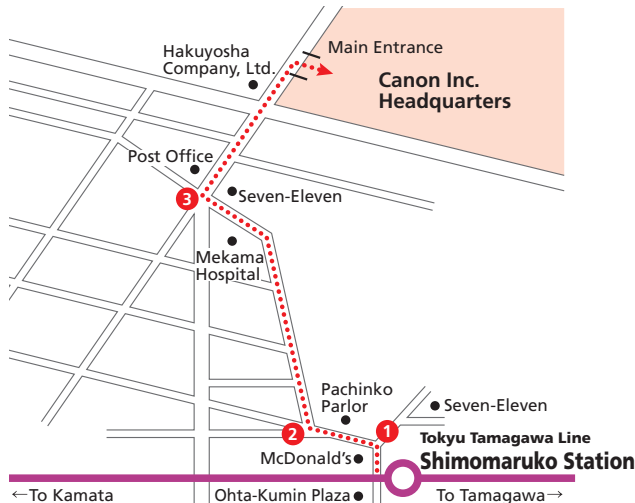 Hakuyosha
Company, Ltd.
Main Entrance
Canon Inc.
Headquarters
Post Office
Seven-Eleven
3
Mekama
Hospital
Pachinko
Parlor
Seven-Eleven
1
2
Tokyu Tamagawa Line
McDonald's
Shimomaruko Station
←To Kamata
Ohta-Kumin Plaza
To Tamagawa→